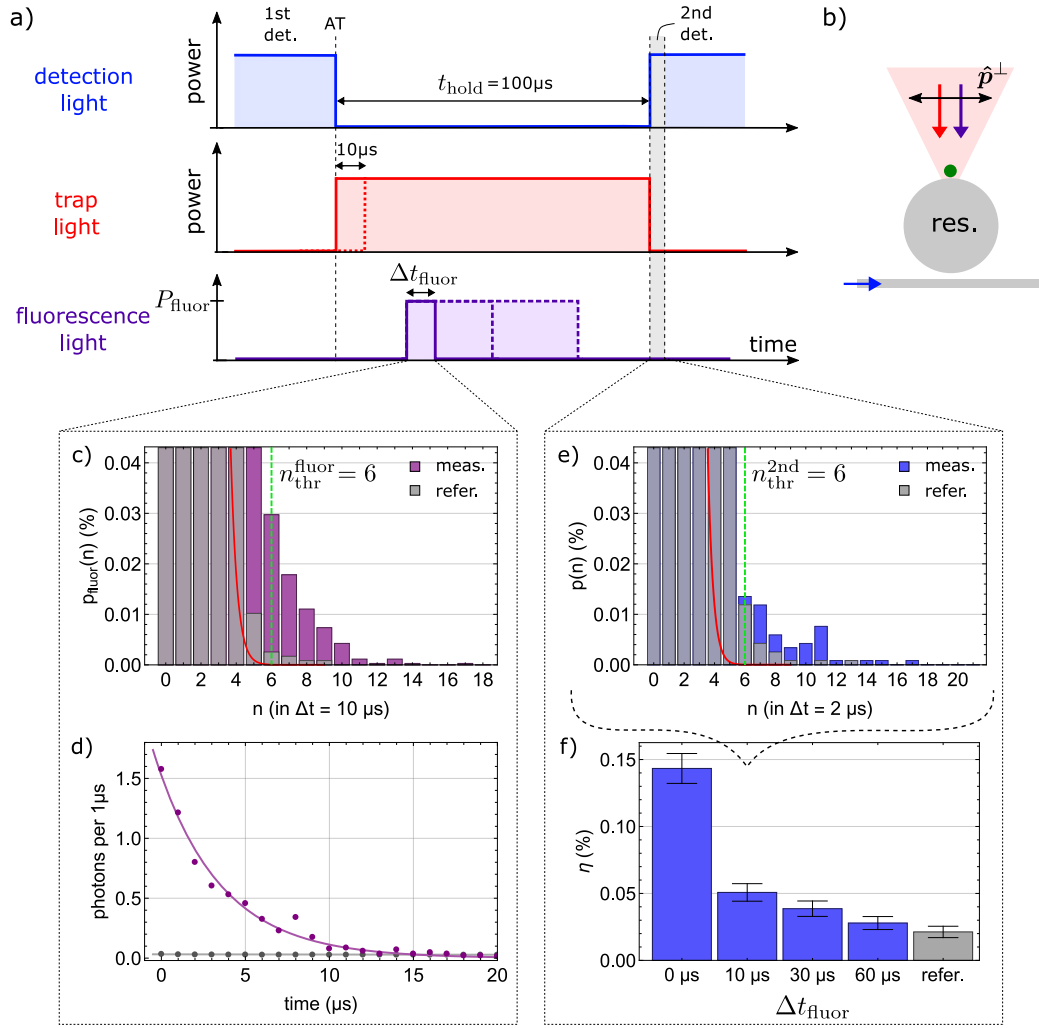 a)
1st det.
AT
2nd det.
detection light
power
t_hold = 100µs
10µs
trap light
power
Δt_fluor
P_fluor
fluorescence light
time
b)
p̂^⊥
res.
c)
n_thr^fluor = 6
meas.
refer.
p_fluor(n) (%)
0.04
0.03
0.02
0.01
0.00
0 2 4 6 8 10 12 14 16 18
n (in Δt = 10 µs)
d)
photons per 1µs
1.5
1.0
0.5
0.0
0 5 10 15 20
time (µs)
e)
n_thr^2nd = 6
meas.
refer.
p(n) (%)
0.04
0.03
0.02
0.01
0.00
0 2 4 6 8 10 12 14 16 18 20
n (in Δt = 2 µs)
f)
η (%)
0.15
0.10
0.05
0.00
0 µs 10 µs 30 µs 60 µs refer.
Δt_fluor